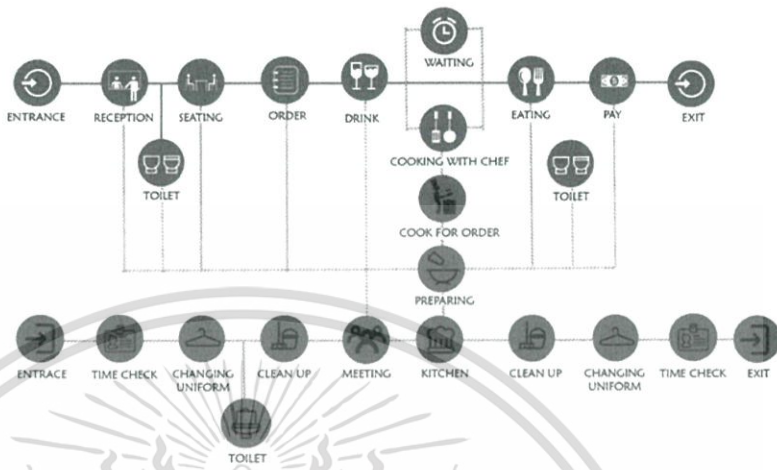 WAITING
ENTRANCE
RECEPTION
SEATING
ORDER
DRINK
EATING
PAY
EXIT
COOKING WITH CHEF
TOILET
TOILET
COOK FOR ORDER
PREPARING
ENTRACE
TIME CHECK
CHANGING
UNIFORM
CLEAN UP
MEETING
KITCHEN
CLEAN UP
CHANGING
UNIFORM
TIME CHECK
EXIT
TOILET